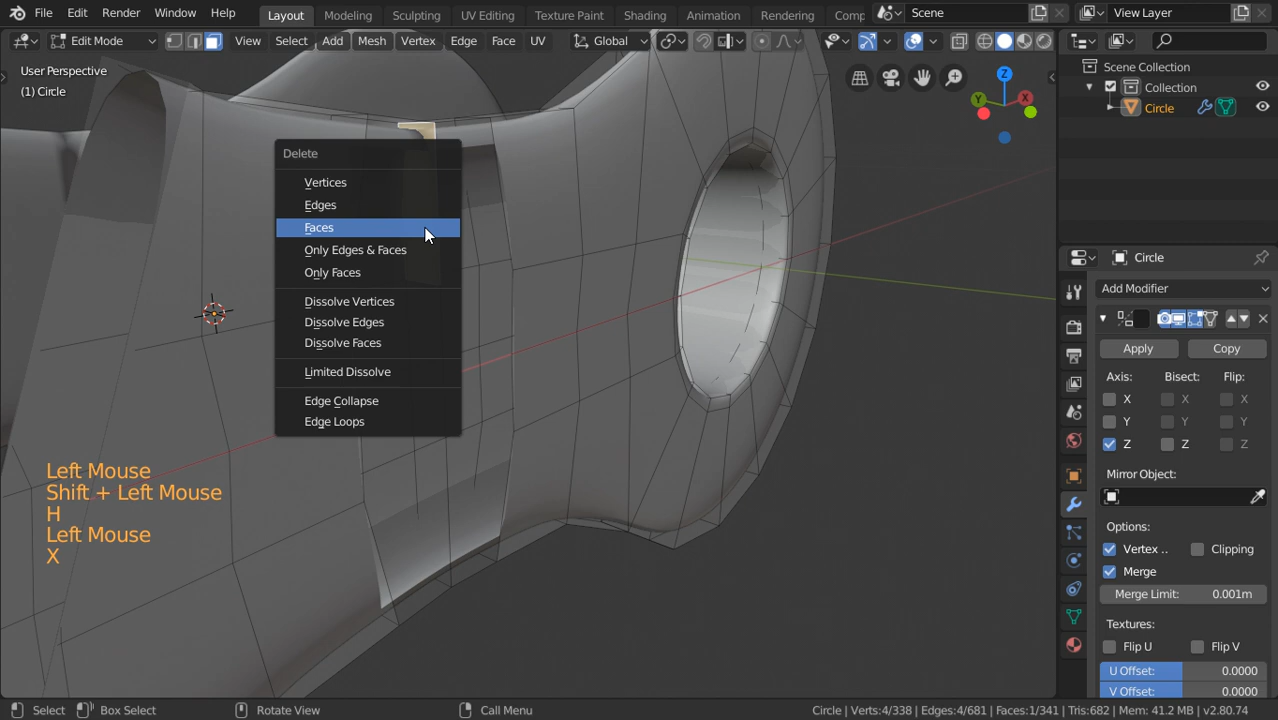 File Edit Render Window Help Layout Modeling Sculpting UV Editing Texture Paint Shading Animation Rendering Comp Scene View Layer
Edit Mode View Select Add Mesh Vertex Edge Face UV Global
User Perspective
(1) Circle
Z
Y X
Scene Collection
Collection
Circle
Delete
Vertices
Edges
Faces
Only Edges & Faces
Only Faces
Dissolve Vertices
Dissolve Edges
Dissolve Faces
Limited Dissolve
Edge Collapse
Edge Loops
Left Mouse
Shift + Left Mouse
H
Left Mouse
X
Circle
Add Modifier
Apply Copy
Axis: Bisect: Flip:
X X X
Y Y Y
Z Z Z
Mirror Object:
Options:
Vertex .. Clipping
Merge
Merge Limit: 0.001m
Textures:
Flip U Flip V
U Offset: 0.0000
V Offset: 0.0000
Select Box Select Rotate View Call Menu Circle | Verts:4/338 | Edges:4/681 | Faces:1/341 | Tris:682 | Mem: 41.2 MB | v2.80.74